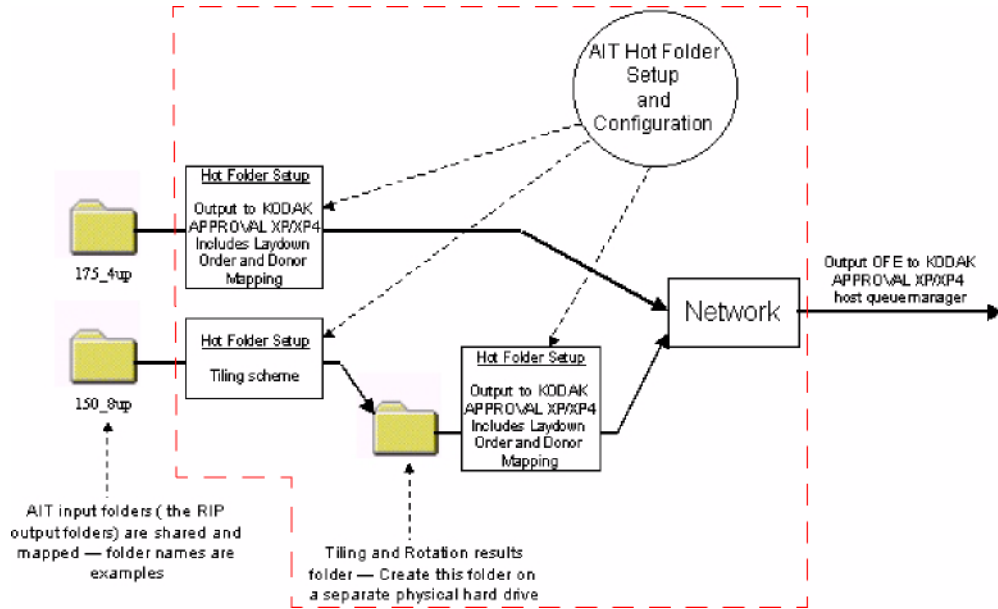 AIT Hot Folder
Setup
and
Configuration
Hot Folder Setup
Output to KODAK
APPROVAL XP/XP4
Includes Laydown
Order and Donor
Mapping
175_4up
Output OFE to KODAK
APPROVAL XP/XP4
host queue manager
Network
Hot Folder Setup
Tiling scheme
150_8up
Hot Folder Setup
Output to KODAK
APPROVAL XP/XP4
Includes Laydown
Order and Donor
Mapping
AIT input folders ( the RIP
output folders) are shared and
mapped — folder names are
examples
Tiling and Rotation results
folder — Create this folder on
a separate physical hard drive